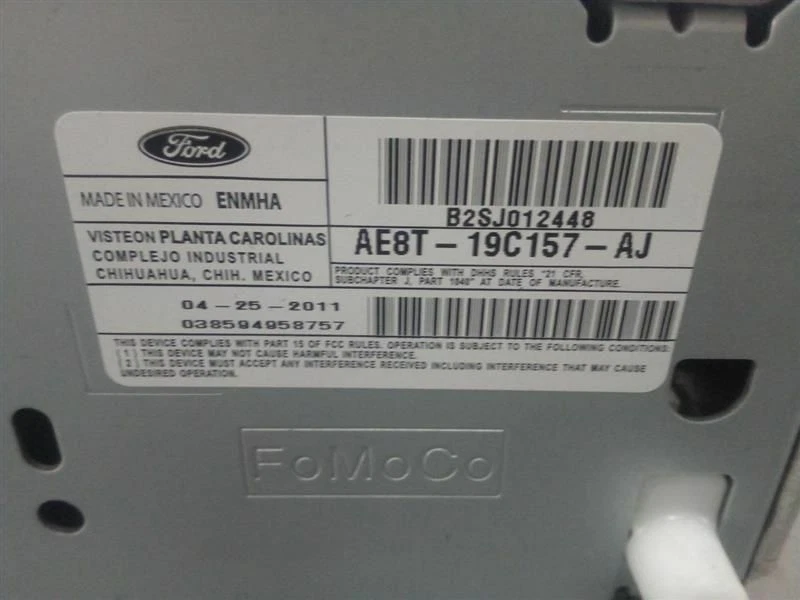 Ford
MADE IN MEXICO ENMHA
B2SJ012448
VISTEON PLANTA CAROLINAS
COMPLEJO INDUSTRIAL
CHIHUAHUA, CHIH. MEXICO
AE8T-19C157-AJ
PRODUCT COMPLIES WITH DHHS RULES "21 CFR,
SUBCHAPTER J, PART 1040" AT DATE OF MANUFACTURE.
04-25-2011
038594958757
THIS DEVICE COMPLIES WITH PART 15 OF FCC RULES. OPERATION IS SUBJECT TO THE FOLLOWING CONDITIONS:
(1) THIS DEVICE MAY NOT CAUSE HARMFUL INTERFERENCE.
(2) THIS DEVICE MUST ACCEPT ANY INTERFERENCE RECEIVED INCLUDING INTERFERENCE THAT MAY CAUSE
UNDESIRED OPERATION.
FoMoCo